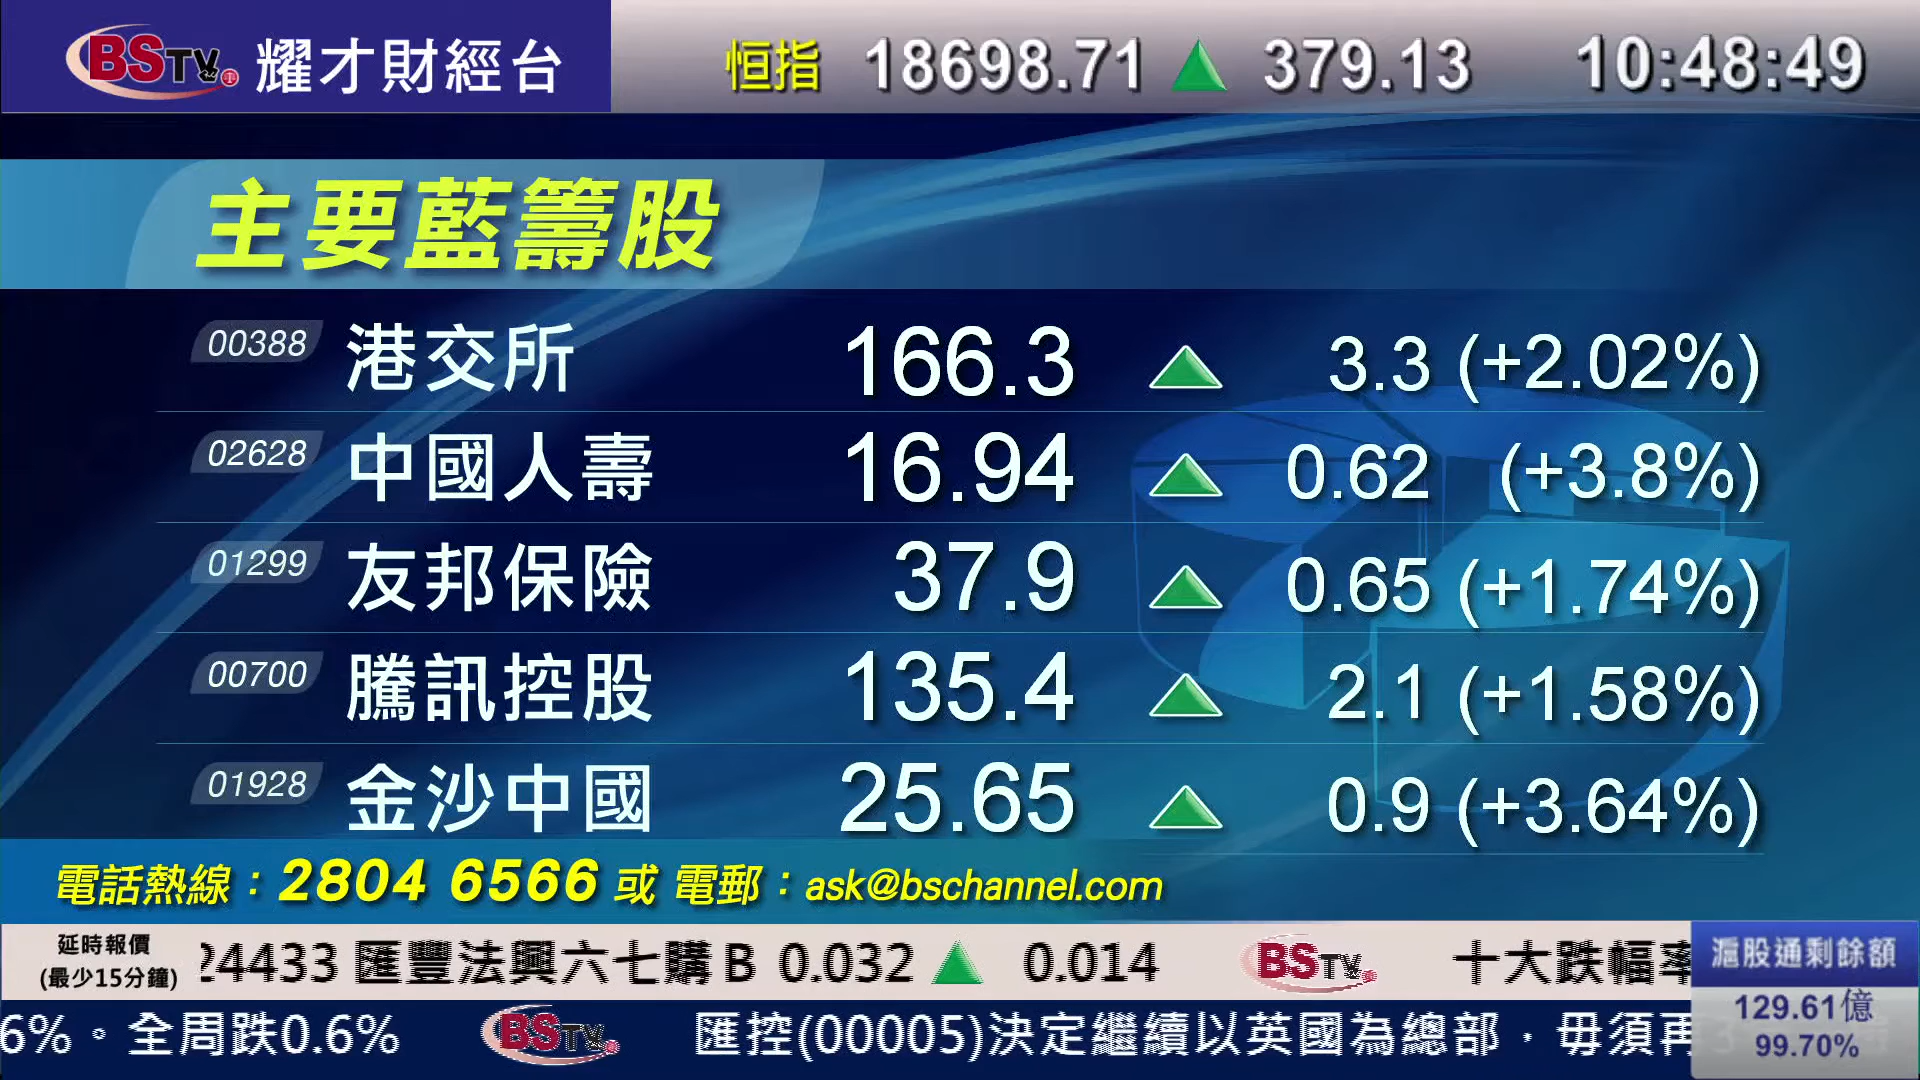 BSTV 耀才財經台 恒指 18698.71 ▲ 379.13 10:48:49
主要藍籌股
00388 港交所 166.3 ▲ 3.3 (+2.02%)
02628 中國人壽 16.94 ▲ 0.62 (+3.8%)
01299 友邦保險 37.9 ▲ 0.65 (+1.74%)
00700 騰訊控股 135.4 ▲ 2.1 (+1.58%)
01928 金沙中國 25.65 ▲ 0.9 (+3.64%)
電話熱線：2804 6566 或 電郵：ask@bschannel.com
延時報價
(最少15分鐘)
24433 匯豐法興六七購B 0.032 ▲ 0.014 BSTV 十大跌幅率
滬股通剩餘額
129.61億
99.70%
6%。全周跌0.6% BSTV 匯控(00005)決定繼續以英國為總部，毋須再